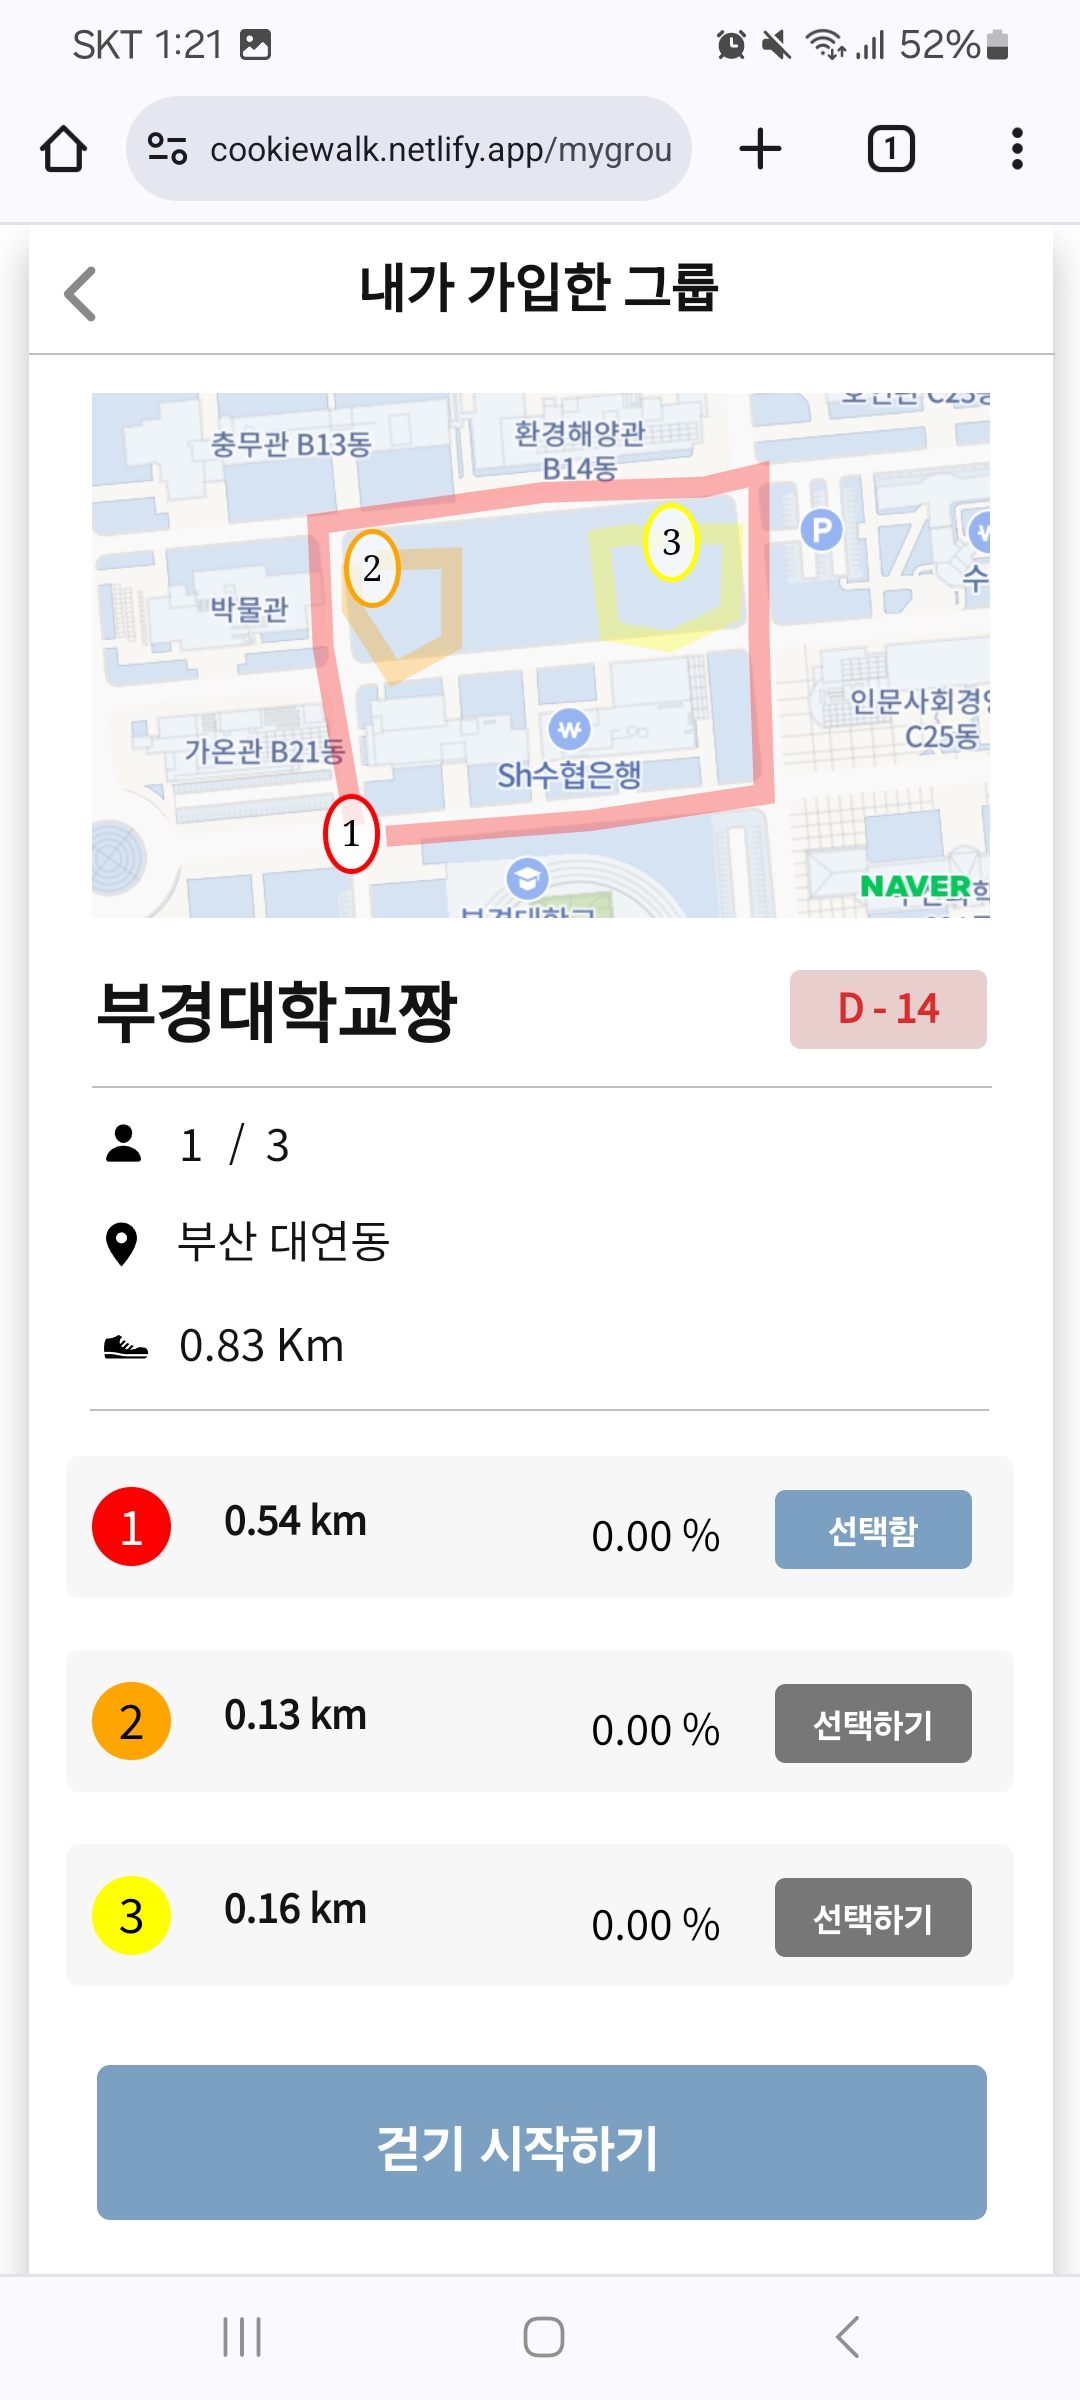 SKT 1:21
52%
cookiewalk.netlify.app/mygrou
1
내가 가입한 그룹
충무관 B13동
환경해양관
B14동
2
3
P
박물관
수
인문사회경
C25동
가온관 B21동
Sh수협은행
1
NAVER
부경대학교
부경대학교짱
D - 14
1 / 3
부산 대연동
0.83 Km
1
0.54 km
0.00 %
선택함
2
0.13 km
0.00 %
선택하기
3
0.16 km
0.00 %
선택하기
걷기 시작하기